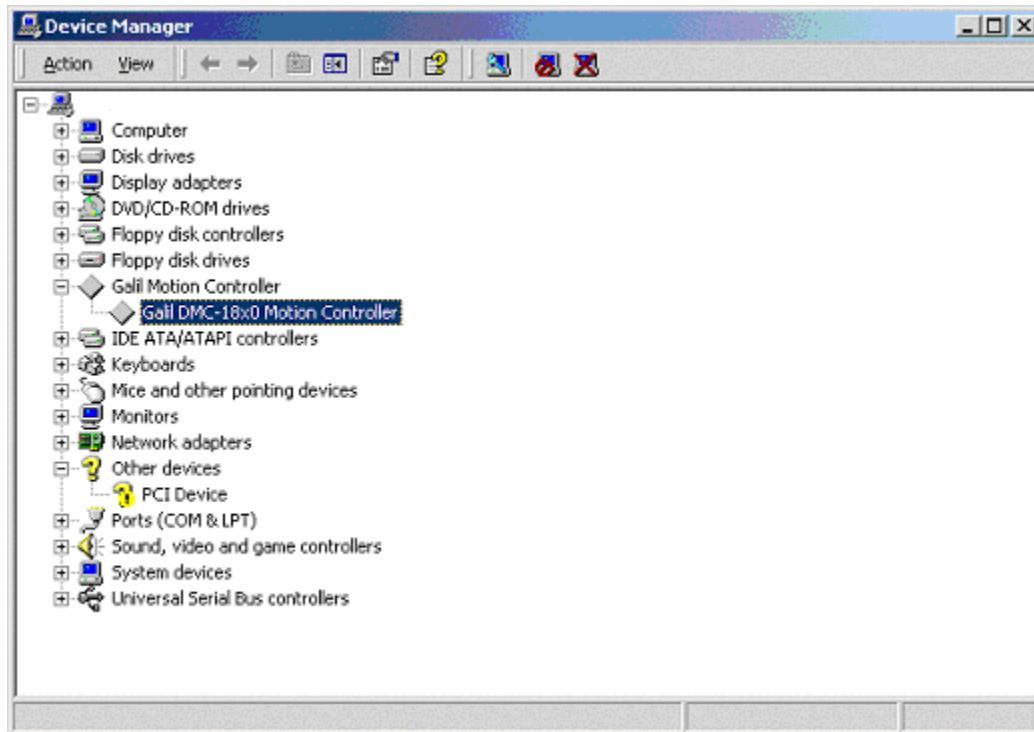 Device Manager
Action View
Computer
Disk drives
Display adapters
DVD/CD-ROM drives
Floppy disk controllers
Floppy disk drives
Galil Motion Controller
Galil DMC-18x0 Motion Controller
IDE ATA/ATAPI controllers
Keyboards
Mice and other pointing devices
Monitors
Network adapters
Other devices
PCI Device
Ports (COM & LPT)
Sound, video and game controllers
System devices
Universal Serial Bus controllers